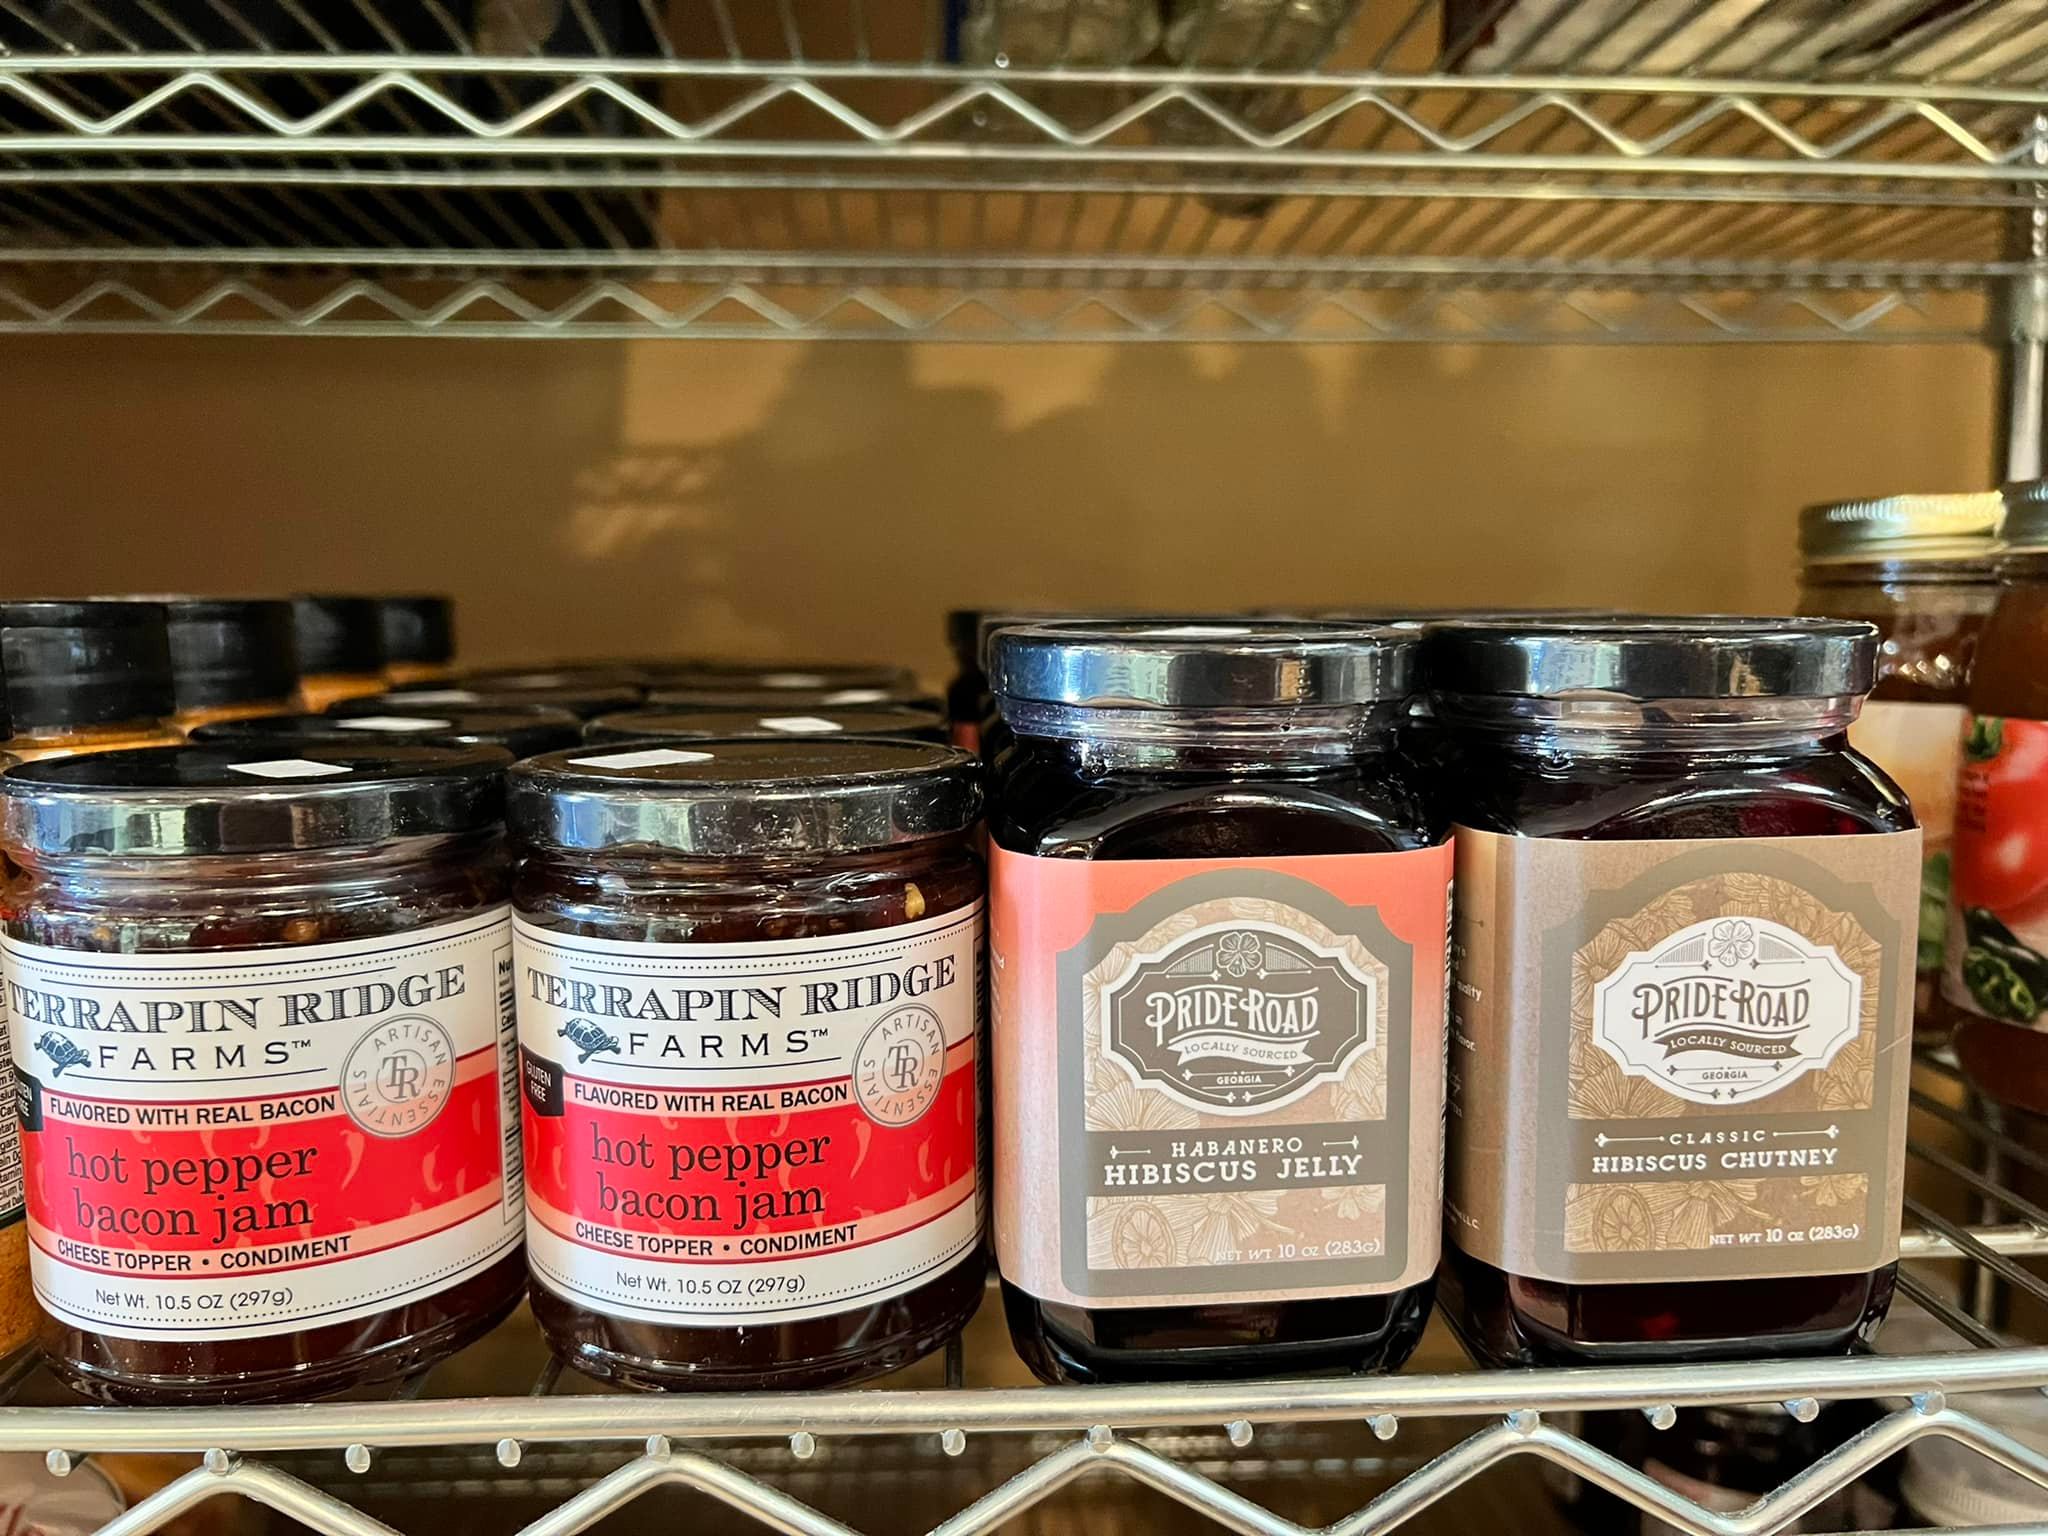 TERRAPIN RIDGE
FARMS™
ARTISAN ESSENTIALS
TR
FLAVORED WITH REAL BACON
hot pepper
bacon jam
CHEESE TOPPER • CONDIMENT
Net Wt. 10.5 OZ (297g)
TERRAPIN RIDGE
FARMS™
ARTISAN ESSENTIALS
TR
GLUTEN
FREE
FLAVORED WITH REAL BACON
hot pepper
bacon jam
CHEESE TOPPER • CONDIMENT
Net Wt. 10.5 OZ (297g)
PRIDE ROAD
LOCALLY SOURCED
GEORGIA
HABANERO
HIBISCUS JELLY
NET WT 10 OZ (283G)
PRIDE ROAD
LOCALLY SOURCED
GEORGIA
CLASSIC
HIBISCUS CHUTNEY
NET WT 10 OZ (283G)